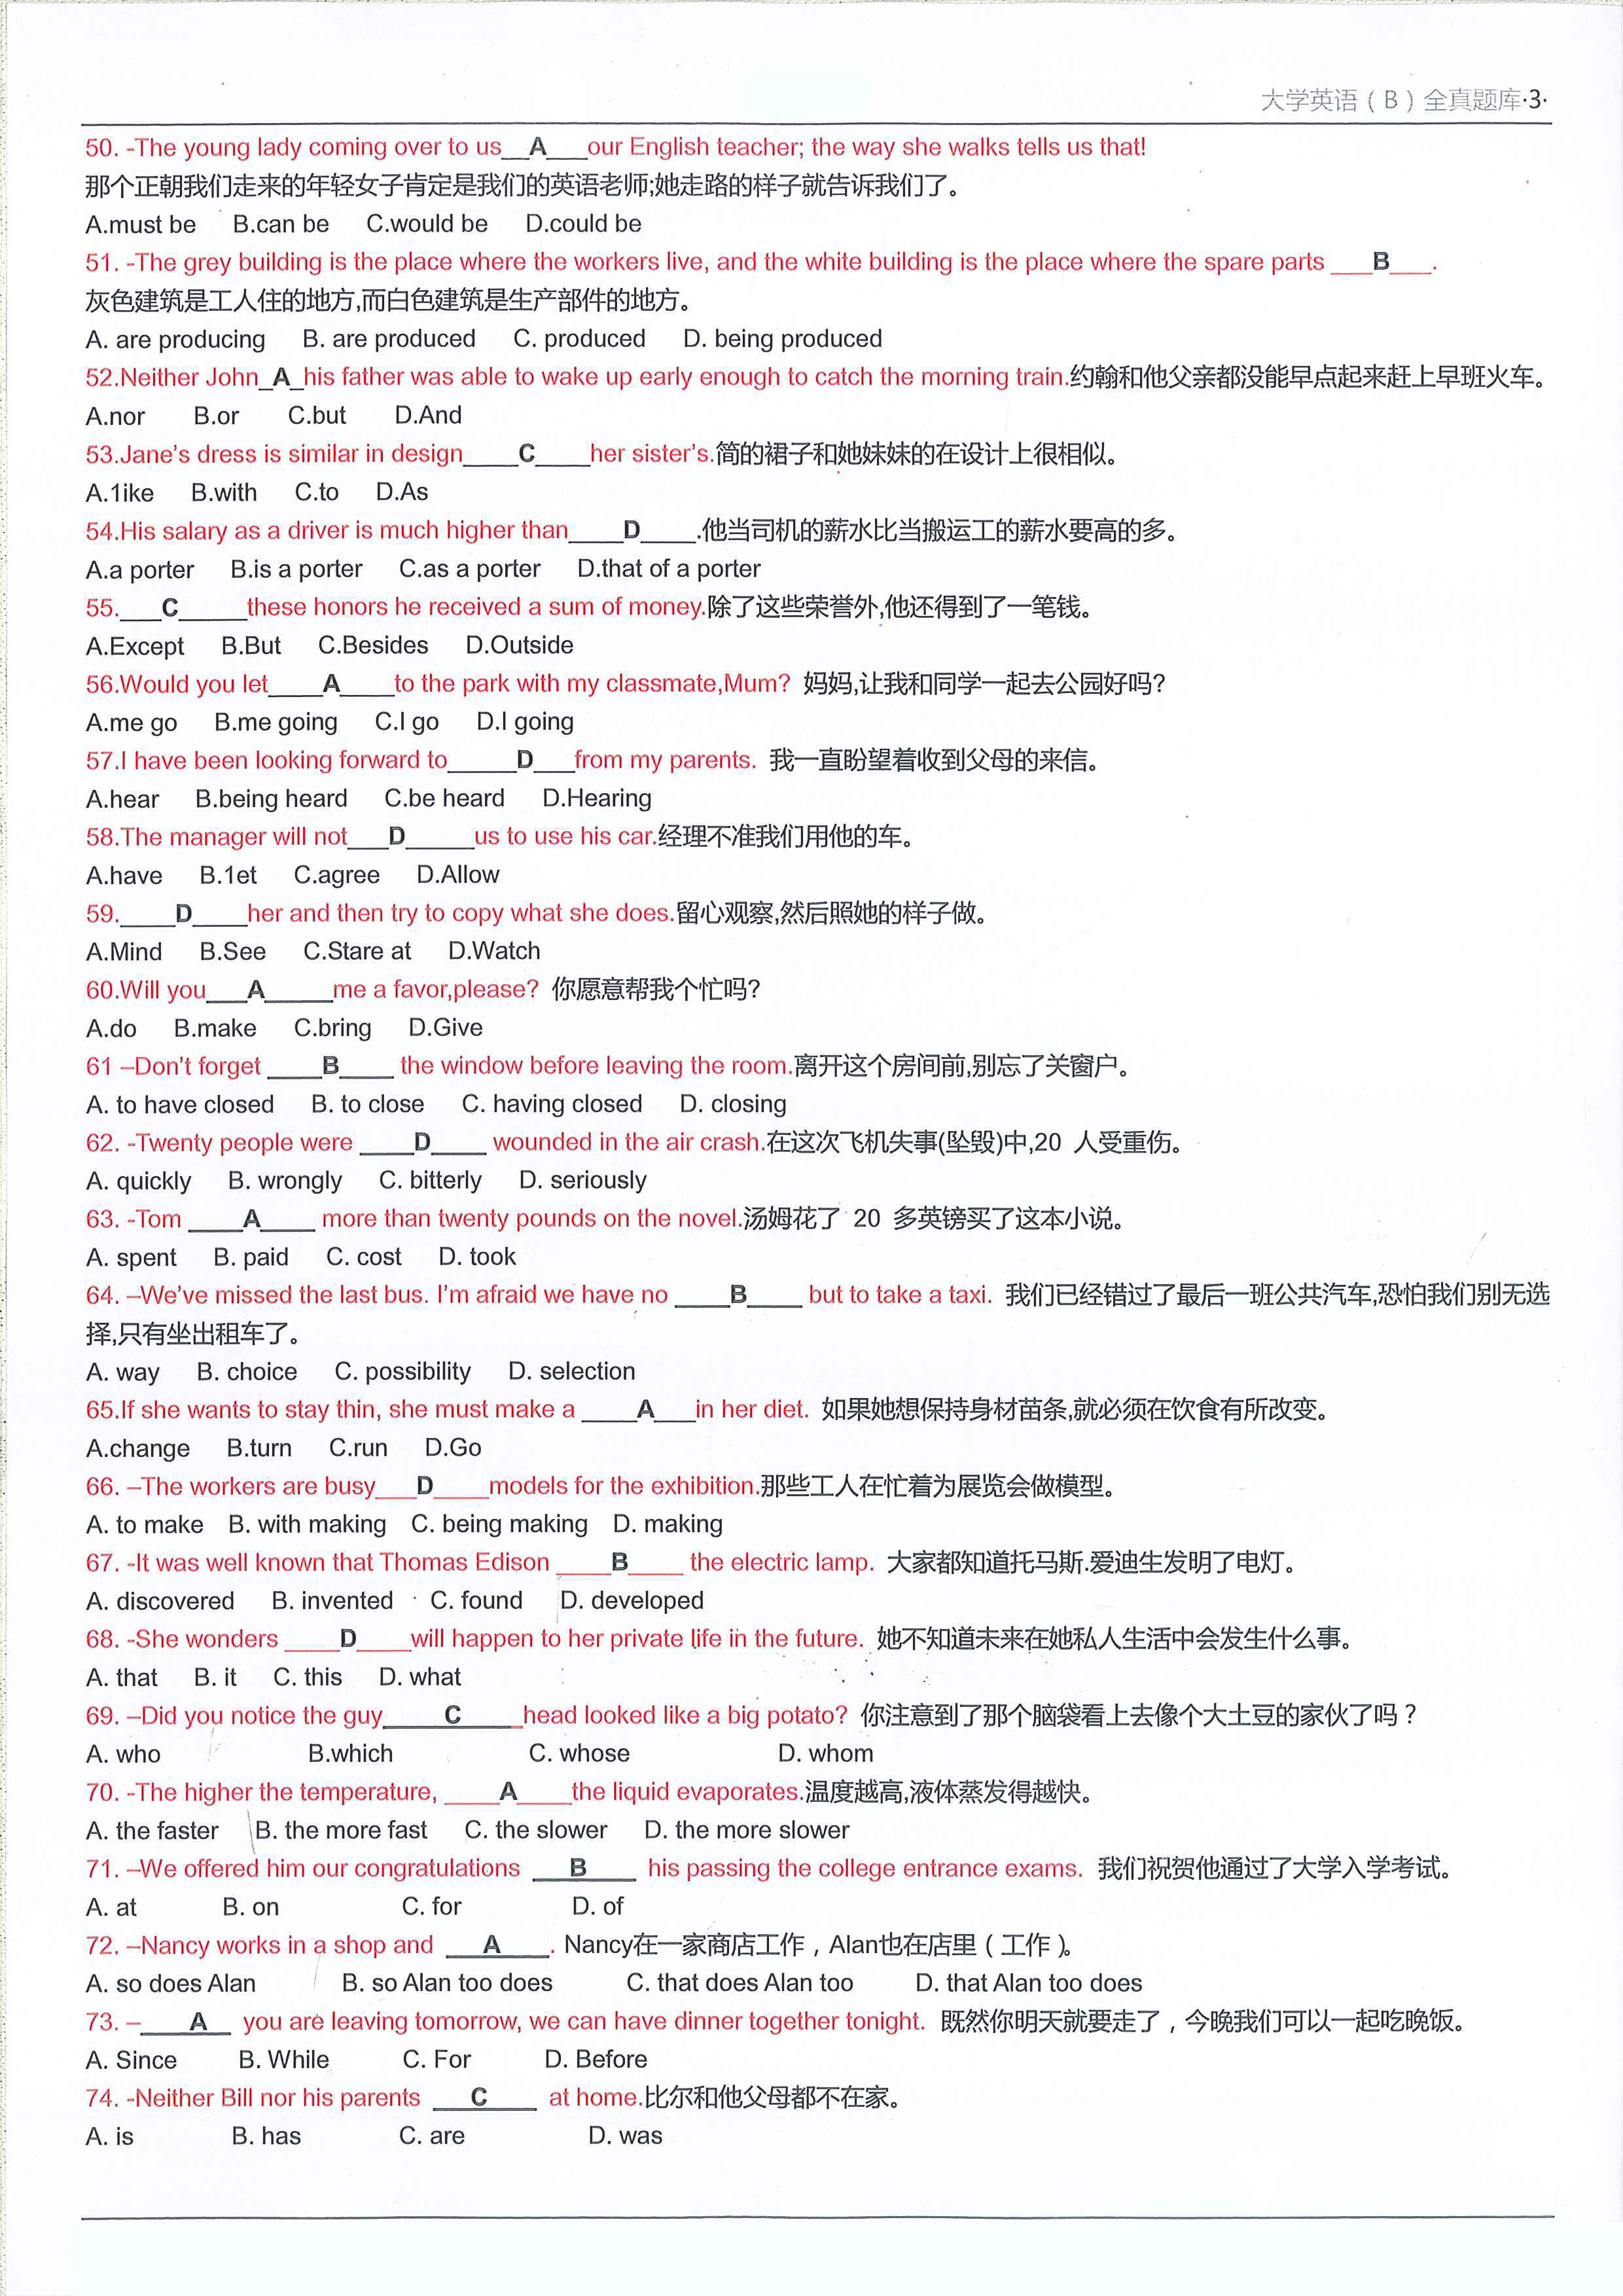 大学英语（B）全真题库·3·
50. -The young lady coming over to us__A___our English teacher; the way she walks tells us that!
那个正朝我们走来的年轻女子肯定是我们的英语老师;她走路的样子就告诉我们了。
A.must be B.can be C.would be D.could be
51. -The grey building is the place where the workers live, and the white building is the place where the spare parts ___B___.
灰色建筑是工人住的地方,而白色建筑是生产部件的地方。
A. are producing B. are produced C. produced D. being produced
52.Neither John_A_his father was able to wake up early enough to catch the morning train.约翰和他父亲都没能早点起来赶上早班火车。
A.nor B.or C.but D.And
53.Jane's dress is similar in design____C____her sister's.简的裙子和她妹妹的在设计上很相似。
A.1ike B.with C.to D.As
54.His salary as a driver is much higher than____D____.他当司机的薪水比当搬运工的薪水要高的多。
A.a porter B.is a porter C.as a porter D.that of a porter
55.___C_____these honors he received a sum of money.除了这些荣誉外,他还得到了一笔钱。
A.Except B.But C.Besides D.Outside
56.Would you let____A____to the park with my classmate,Mum? 妈妈,让我和同学一起去公园好吗?
A.me go B.me going C.I go D.I going
57.I have been looking forward to_____D___from my parents. 我一直盼望着收到父母的来信。
A.hear B.being heard C.be heard D.Hearing
58.The manager will not___D_____us to use his car.经理不准我们用他的车。
A.have B.1et C.agree D.Allow
59.____D____her and then try to copy what she does.留心观察,然后照她的样子做。
A.Mind B.See C.Stare at D.Watch
60.Will you___A_____me a favor,please? 你愿意帮我个忙吗?
A.do B.make C.bring D.Give
61 –Don't forget ____B____ the window before leaving the room.离开这个房间前,别忘了关窗户。
A. to have closed B. to close C. having closed D. closing
62. -Twenty people were ____D____ wounded in the air crash.在这次飞机失事(坠毁)中,20 人受重伤。
A. quickly B. wrongly C. bitterly D. seriously
63. -Tom ____A____ more than twenty pounds on the novel.汤姆花了 20 多英镑买了这本小说。
A. spent B. paid C. cost D. took
64. –We've missed the last bus. I'm afraid we have no ____B____ but to take a taxi. 我们已经错过了最后一班公共汽车,恐怕我们别无选
择,只有坐出租车了。
A. way B. choice C. possibility D. selection
65.If she wants to stay thin, she must make a ____A___in her diet. 如果她想保持身材苗条,就必须在饮食有所改变。
A.change B.turn C.run D.Go
66. –The workers are busy___D____models for the exhibition.那些工人在忙着为展览会做模型。
A. to make B. with making C. being making D. making
67. -It was well known that Thomas Edison ____B____ the electric lamp. 大家都知道托马斯.爱迪生发明了电灯。
A. discovered B. invented C. found D. developed
68. -She wonders ____D____will happen to her private life in the future. 她不知道未来在她私人生活中会发生什么事。
A. that B. it C. this D. what
69. –Did you notice the guy____C____head looked like a big potato? 你注意到了那个脑袋看上去像个大土豆的家伙了吗？
A. who B.which C. whose D. whom
70. -The higher the temperature, ____A____the liquid evaporates.温度越高,液体蒸发得越快。
A. the faster B. the more fast C. the slower D. the more slower
71. –We offered him our congratulations ___B___ his passing the college entrance exams. 我们祝贺他通过了大学入学考试。
A. at B. on C. for D. of
72. –Nancy works in a shop and ___A___. Nancy在一家商店工作，Alan也在店里（工作）。
A. so does Alan B. so Alan too does C. that does Alan too D. that Alan too does
73. –___A__ you are leaving tomorrow, we can have dinner together tonight. 既然你明天就要走了，今晚我们可以一起吃晚饭。
A. Since B. While C. For D. Before
74. -Neither Bill nor his parents ___C___ at home.比尔和他父母都不在家。
A. is B. has C. are D. was